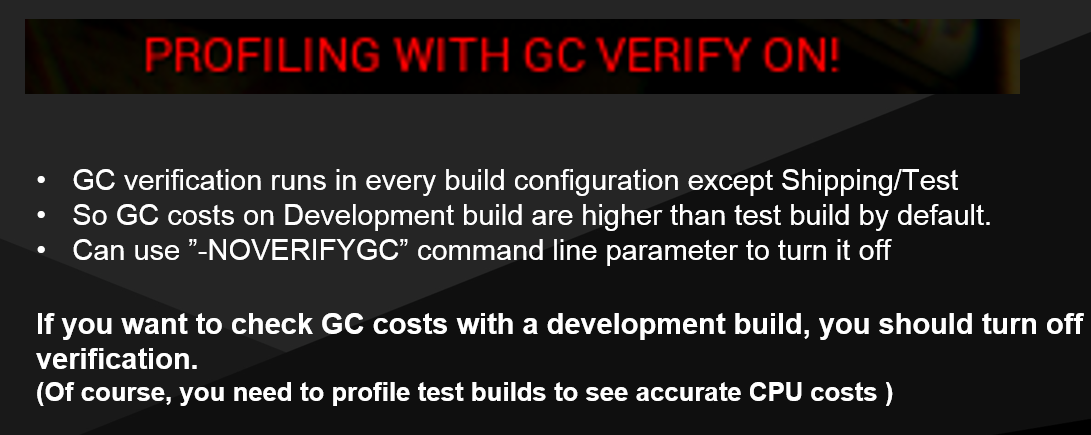 PROFILING WITH GC VERIFY ON!
• GC verification runs in every build configuration except Shipping/Test
• So GC costs on Development build are higher than test build by default.
• Can use ”-NOVERIFYGC” command line parameter to turn it off
If you want to check GC costs with a development build, you should turn off
verification.
(Of course, you need to profile test builds to see accurate CPU costs )